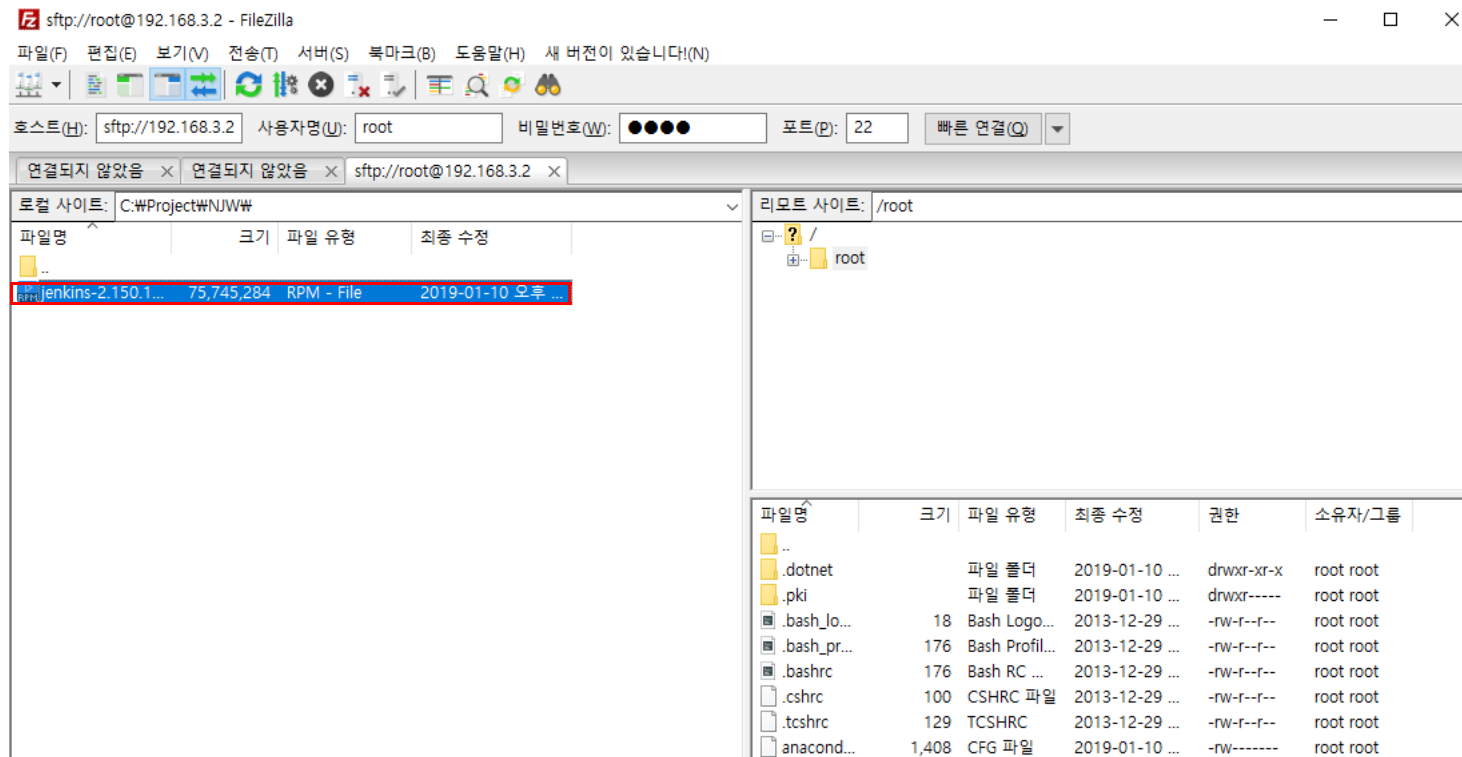 sftp://root@192.168.3.2 - FileZilla
파일(F) 편집(E) 보기(V) 전송(T) 서버(S) 북마크(B) 도움말(H) 새 버전이 있습니다!(N)
호스트(H): sftp://192.168.3.2 사용자명(U): root 비밀번호(W): ●●●● 포트(P): 22 빠른 연결(Q)
연결되지 않았음 연결되지 않았음 sftp://root@192.168.3.2
로컬 사이트: C:₩Project₩NJW₩
파일명 크기 파일 유형 최종 수정
..
RPM jenkins-2.150.1... 75,745,284 RPM - File 2019-01-10 오후 ...
리모트 사이트: /root
? /
root
파일명 크기 파일 유형 최종 수정 권한 소유자/그룹
..
.dotnet 파일 폴더 2019-01-10 ... drwxr-xr-x root root
.pki 파일 폴더 2019-01-10 ... drwxr----- root root
.bash_lo... 18 Bash Logo... 2013-12-29 ... -rw-r--r-- root root
.bash_pr... 176 Bash Profil... 2013-12-29 ... -rw-r--r-- root root
.bashrc 176 Bash RC ... 2013-12-29 ... -rw-r--r-- root root
.cshrc 100 CSHRC 파일 2013-12-29 ... -rw-r--r-- root root
.tcshrc 129 TCSHRC 2013-12-29 ... -rw-r--r-- root root
anacond... 1,408 CFG 파일 2019-01-10 ... -rw------- root root